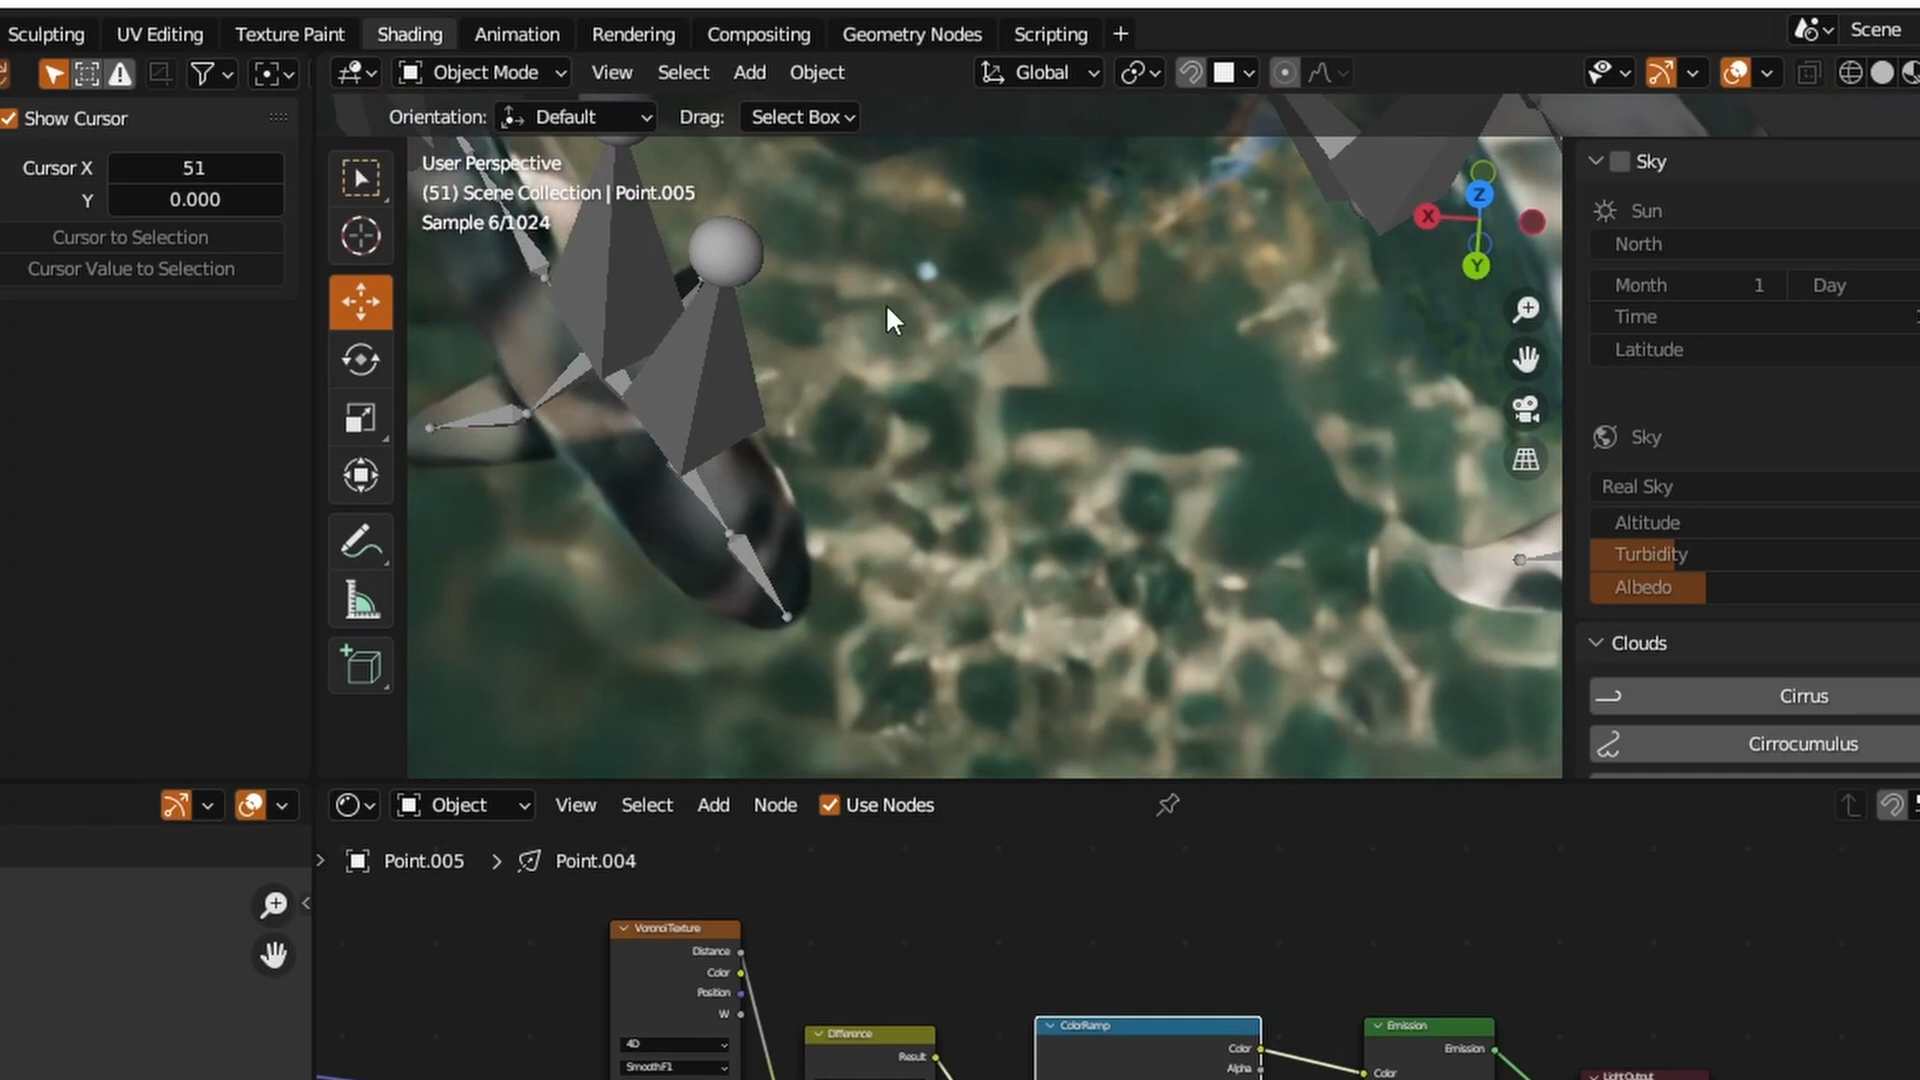 Sculpting UV Editing Texture Paint Shading Animation Rendering Compositing Geometry Nodes Scripting + Scene
Object Mode View Select Add Object Global
Orientation: Default Drag: Select Box
Show Cursor
Cursor X 51
Y 0.000
Cursor to Selection
Cursor Value to Selection
User Perspective
(51) Scene Collection | Point.005
Sample 6/1024
Z
X
Y
Sky
Sun
North
Month 1 Day
Time
Latitude
Sky
Real Sky
Altitude
Turbidity
Albedo
Clouds
Cirrus
Cirrocumulus
Object View Select Add Node Use Nodes
Point.005 > Point.004
Voronoi Texture
Distance
Color
Position
W
4D
Smooth F1
Difference
Result
ColorRamp
Color
Alpha
Emission
Emission
Color
Light Output